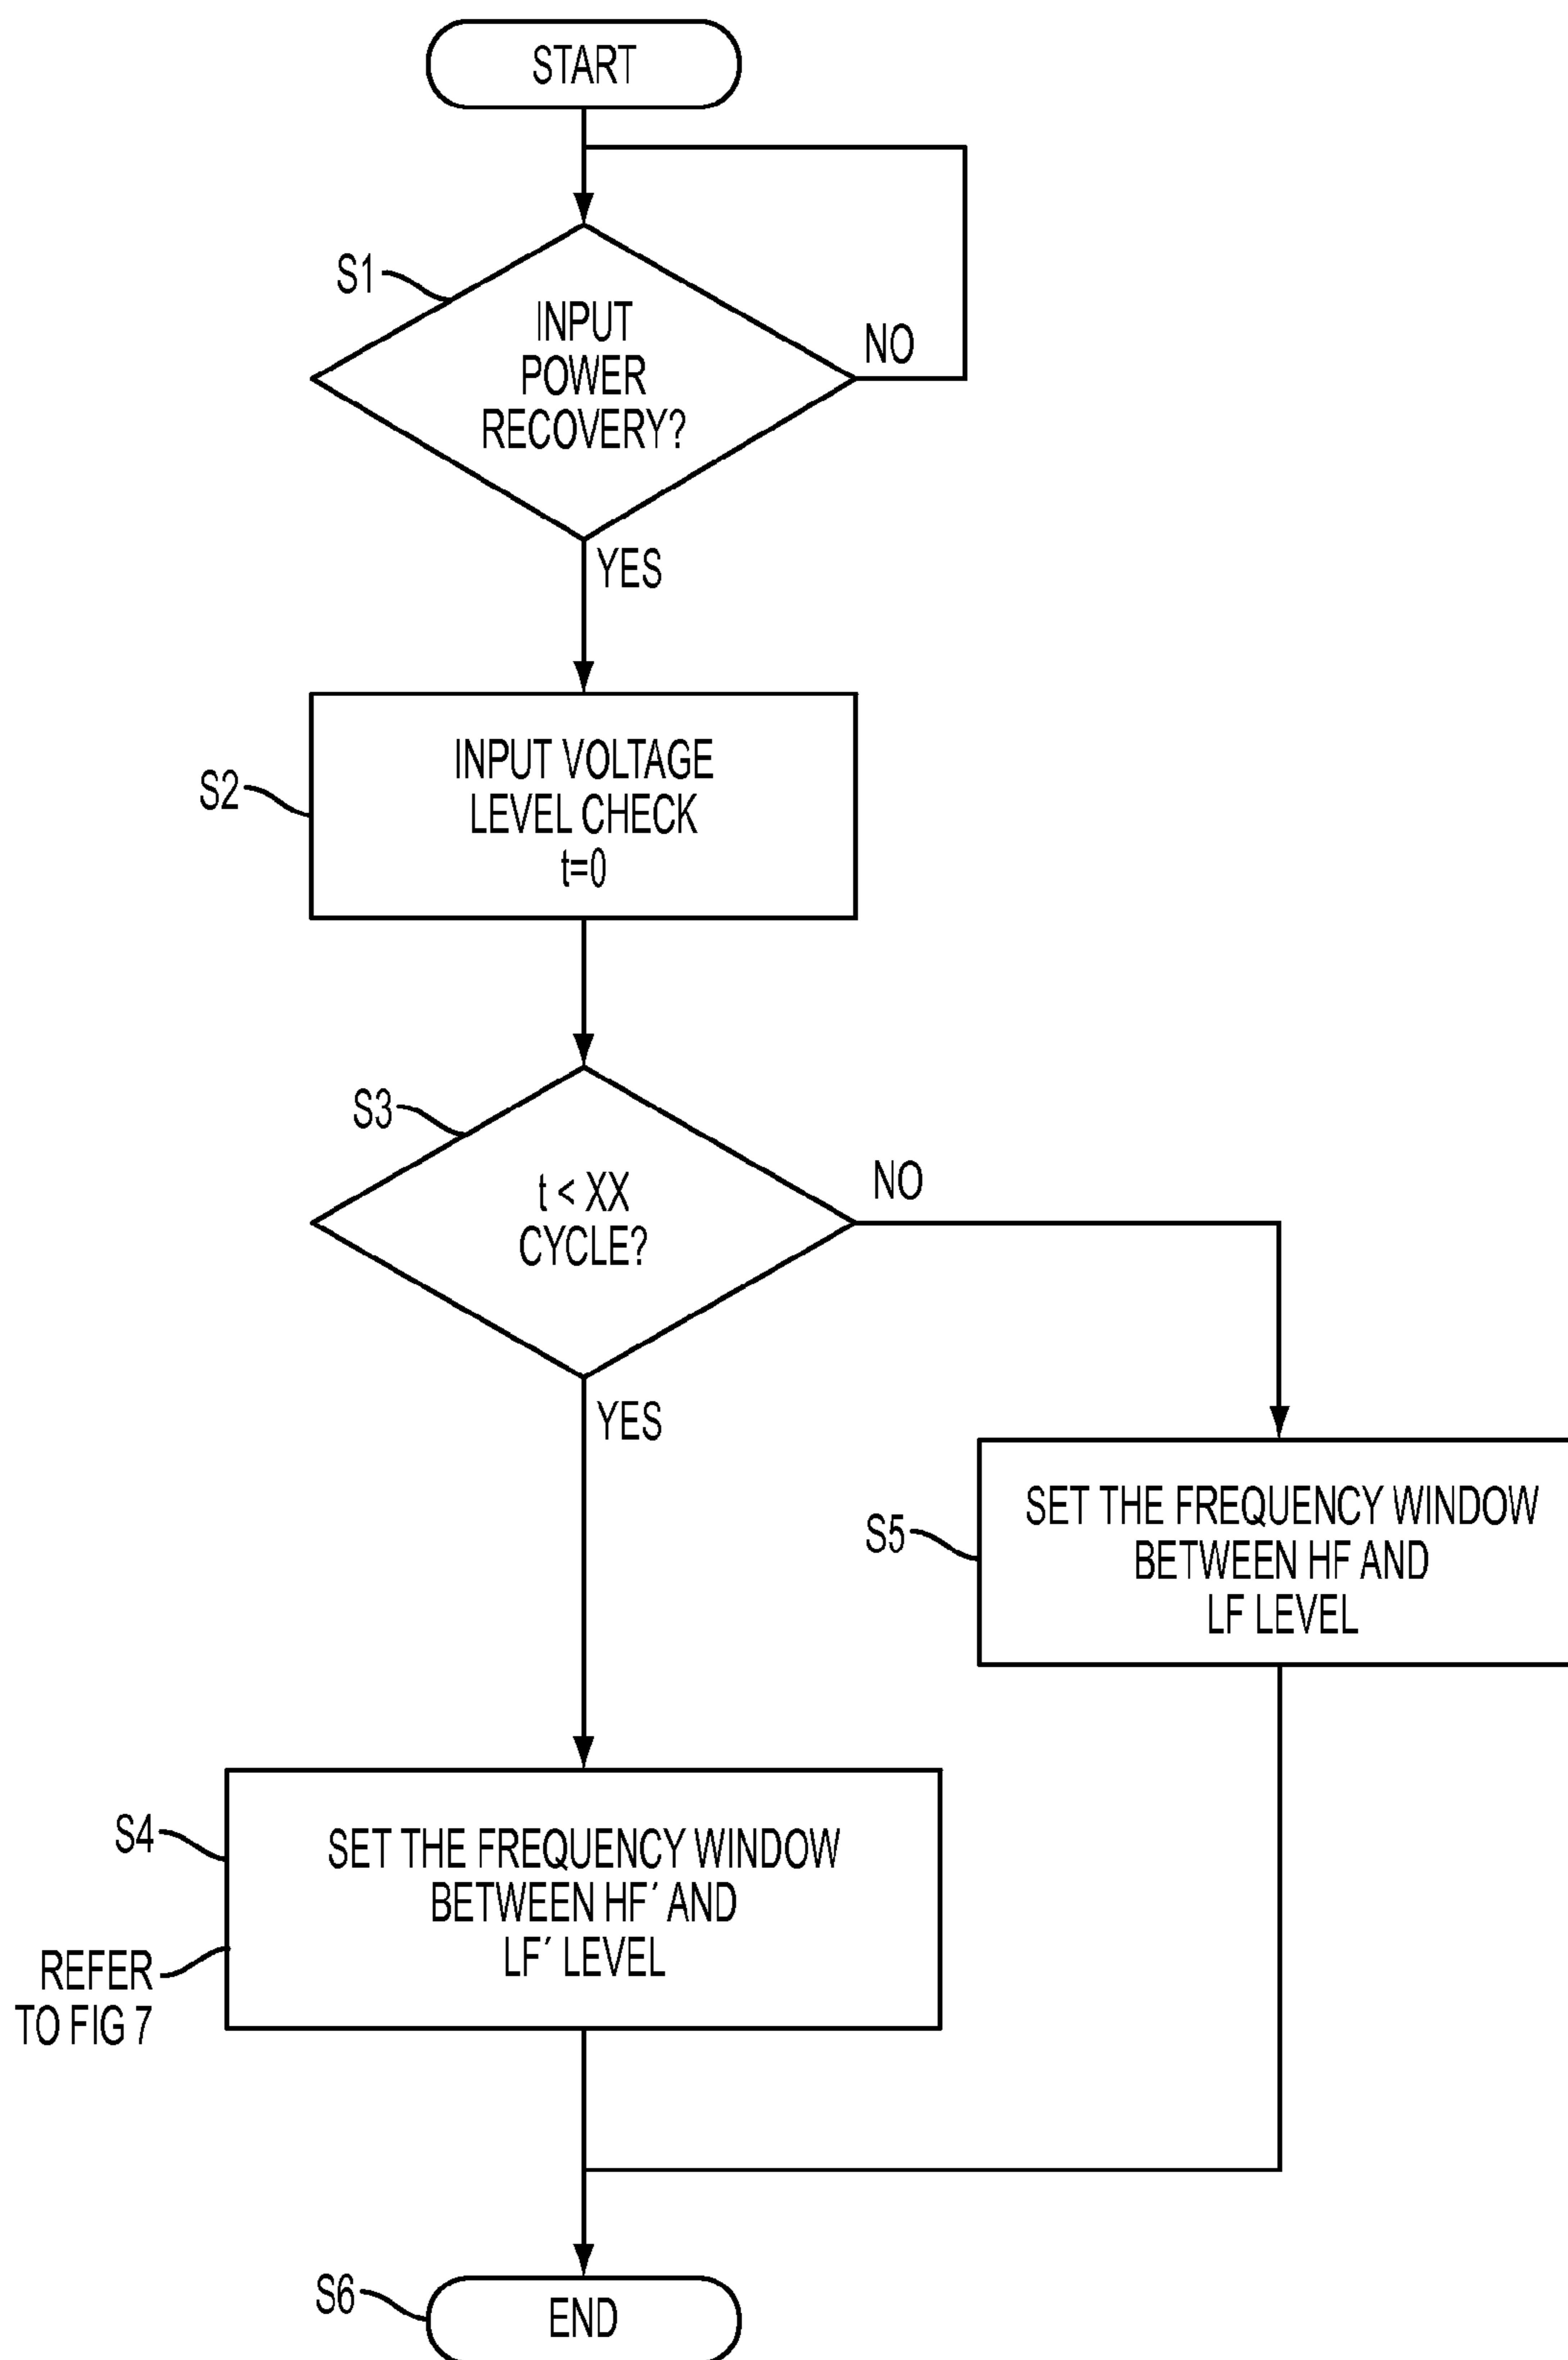 START
S1
INPUT
POWER
RECOVERY?
NO
YES
S2
INPUT VOLTAGE
LEVEL CHECK
t=0
S3
t < XX
CYCLE?
NO
YES
S5
SET THE FREQUENCY WINDOW
BETWEEN HF AND
LF LEVEL
S4
SET THE FREQUENCY WINDOW
BETWEEN HF´ AND
LF´ LEVEL
REFER
TO FIG 7
S6
END